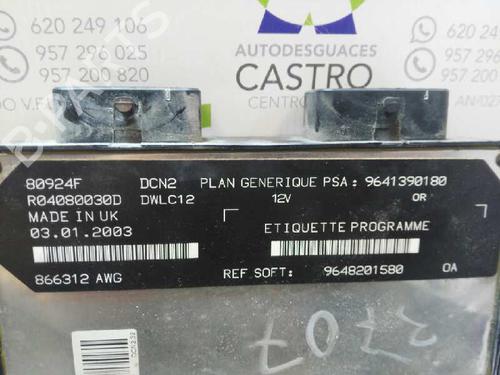 620 249 106
957 296 025
957 200 820
AUTODESGUACES
CASTRO
620 24
957 29
957 20
80924F DCN2 PLAN GENERIQUE PSA : 9641390180
R04080030D DWLC12 12V OR
MADE IN UK
03.01.2003 ETIQUETTE PROGRAMME
866312 AWG REF SOFT: 9648201580 OA
3707